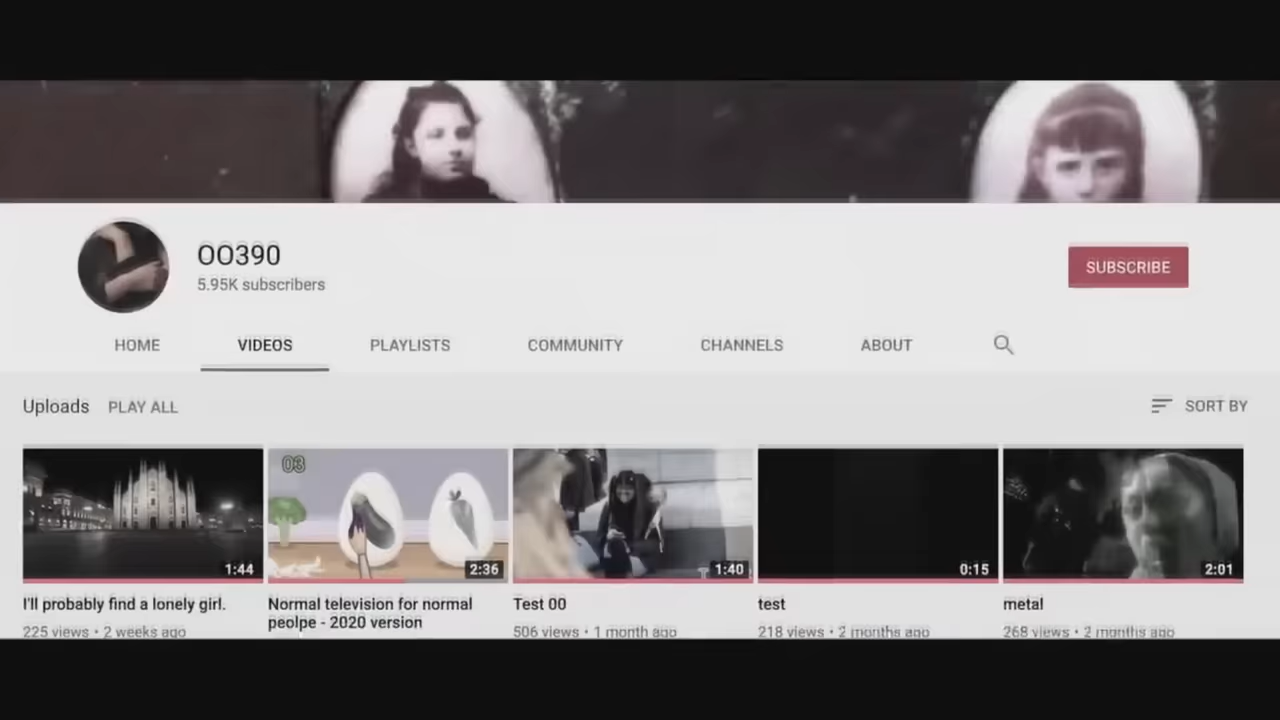 OO390
5.95K subscribers
SUBSCRIBE
HOME VIDEOS PLAYLISTS COMMUNITY CHANNELS ABOUT
Uploads PLAY ALL SORT BY
03
1:44 2:36 1:40 0:15 2:01
I'll probably find a lonely girl.
Normal television for normal
peolpe - 2020 version
Test 00
test
metal
225 views • 2 weeks ago
506 views • 1 month ago
218 views • 2 months ago
268 views • 2 months ago